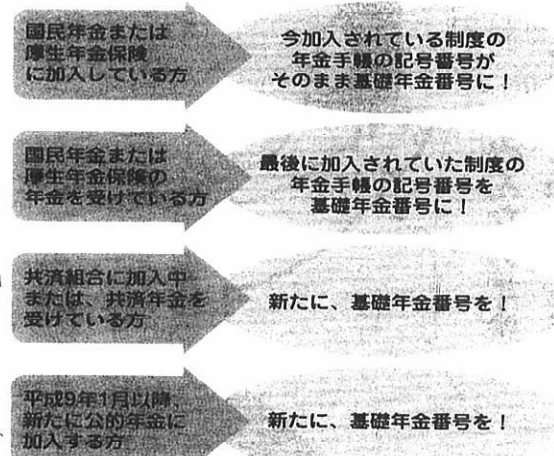 国民年金または
厚生年金保険
に加入している方
今加入されている制度の
年金手帳の記号番号が
そのまま基礎年金番号に！
国民年金または
厚生年金保険の
年金を受けている方
最後に加入されていた制度の
年金手帳の記号番号を
基礎年金番号に！
共済組合に加入中
または、共済年金を
受けている方
新たに、基礎年金番号を！
平成9年1月以降、
新たに公的年金に
加入する方
新たに、基礎年金番号を！